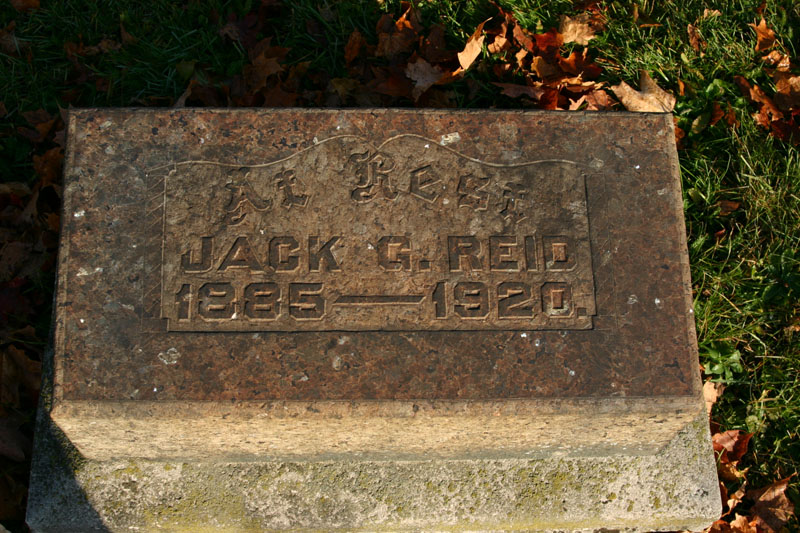 At Rest
JACK G. REID
1885—1920.